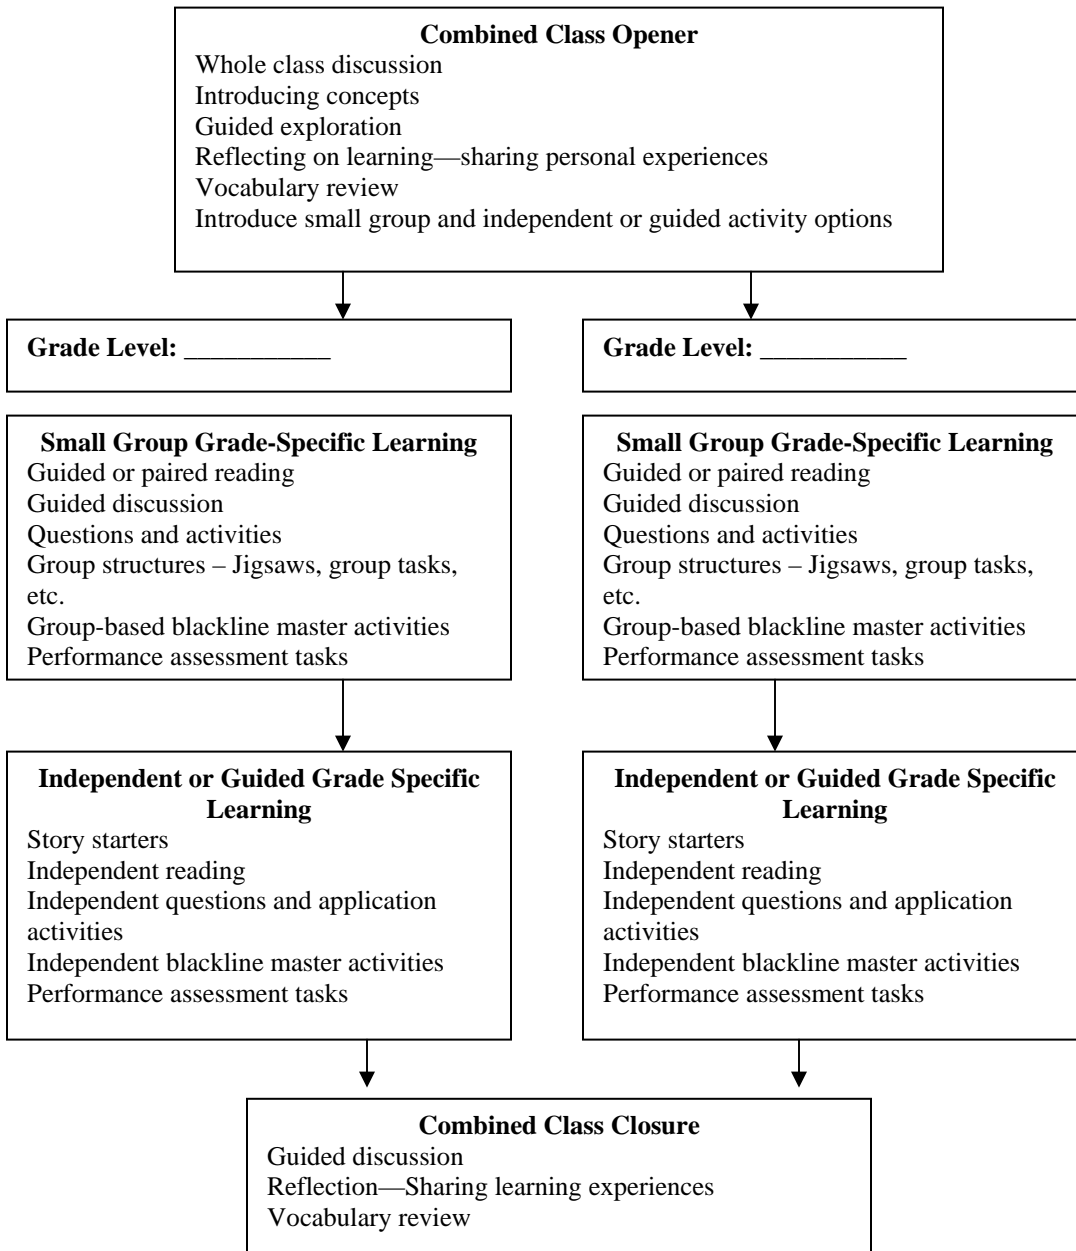 Combined Class Opener
Whole class discussion
Introducing concepts
Guided exploration
Reflecting on learning—sharing personal experiences
Vocabulary review
Introduce small group and independent or guided activity options
Grade Level: ___________
Grade Level: ___________
Small Group Grade-Specific Learning
Guided or paired reading
Guided discussion
Questions and activities
Group structures – Jigsaws, group tasks,
etc.
Group-based blackline master activities
Performance assessment tasks
Small Group Grade-Specific Learning
Guided or paired reading
Guided discussion
Questions and activities
Group structures – Jigsaws, group tasks,
etc.
Group-based blackline master activities
Performance assessment tasks
Independent or Guided Grade Specific
Learning
Story starters
Independent reading
Independent questions and application
activities
Independent blackline master activities
Performance assessment tasks
Independent or Guided Grade Specific
Learning
Story starters
Independent reading
Independent questions and application
activities
Independent blackline master activities
Performance assessment tasks
Combined Class Closure
Guided discussion
Reflection—Sharing learning experiences
Vocabulary review